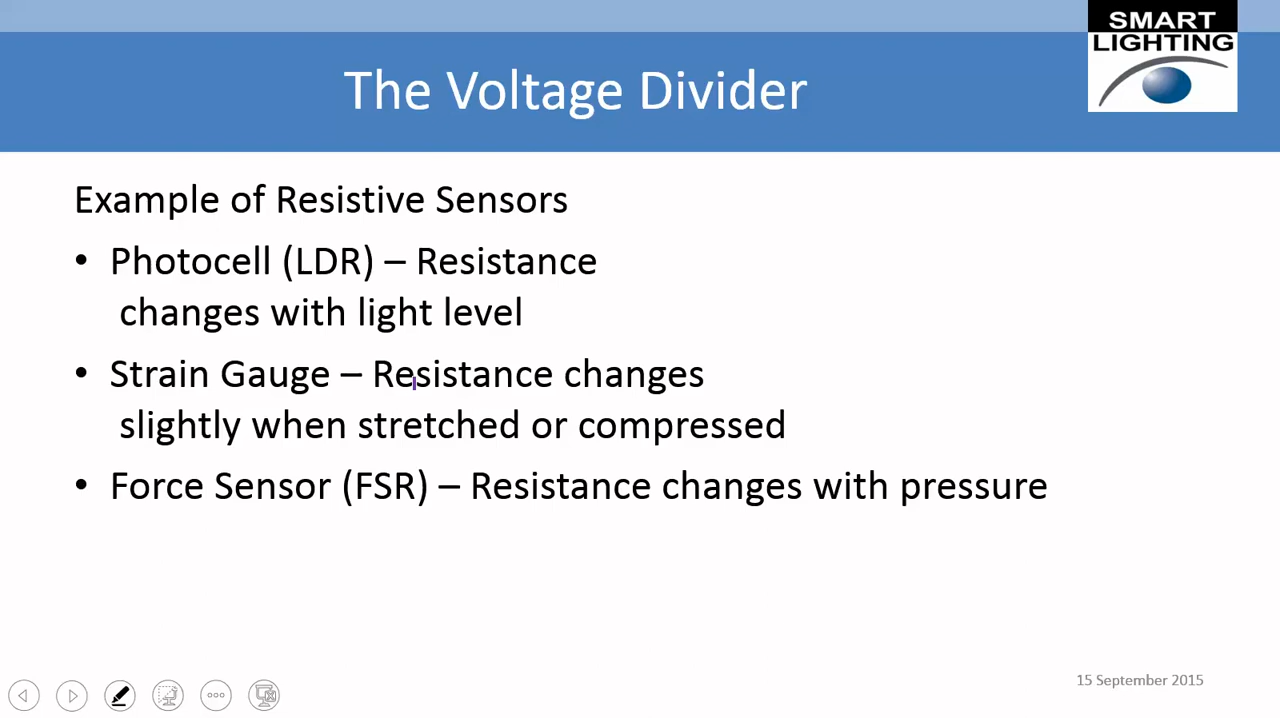 SMART
LIGHTING
The Voltage Divider
Example of Resistive Sensors
• Photocell (LDR) – Resistance
changes with light level
• Strain Gauge – Resistance changes
slightly when stretched or compressed
• Force Sensor (FSR) – Resistance changes with pressure
15 September 2015